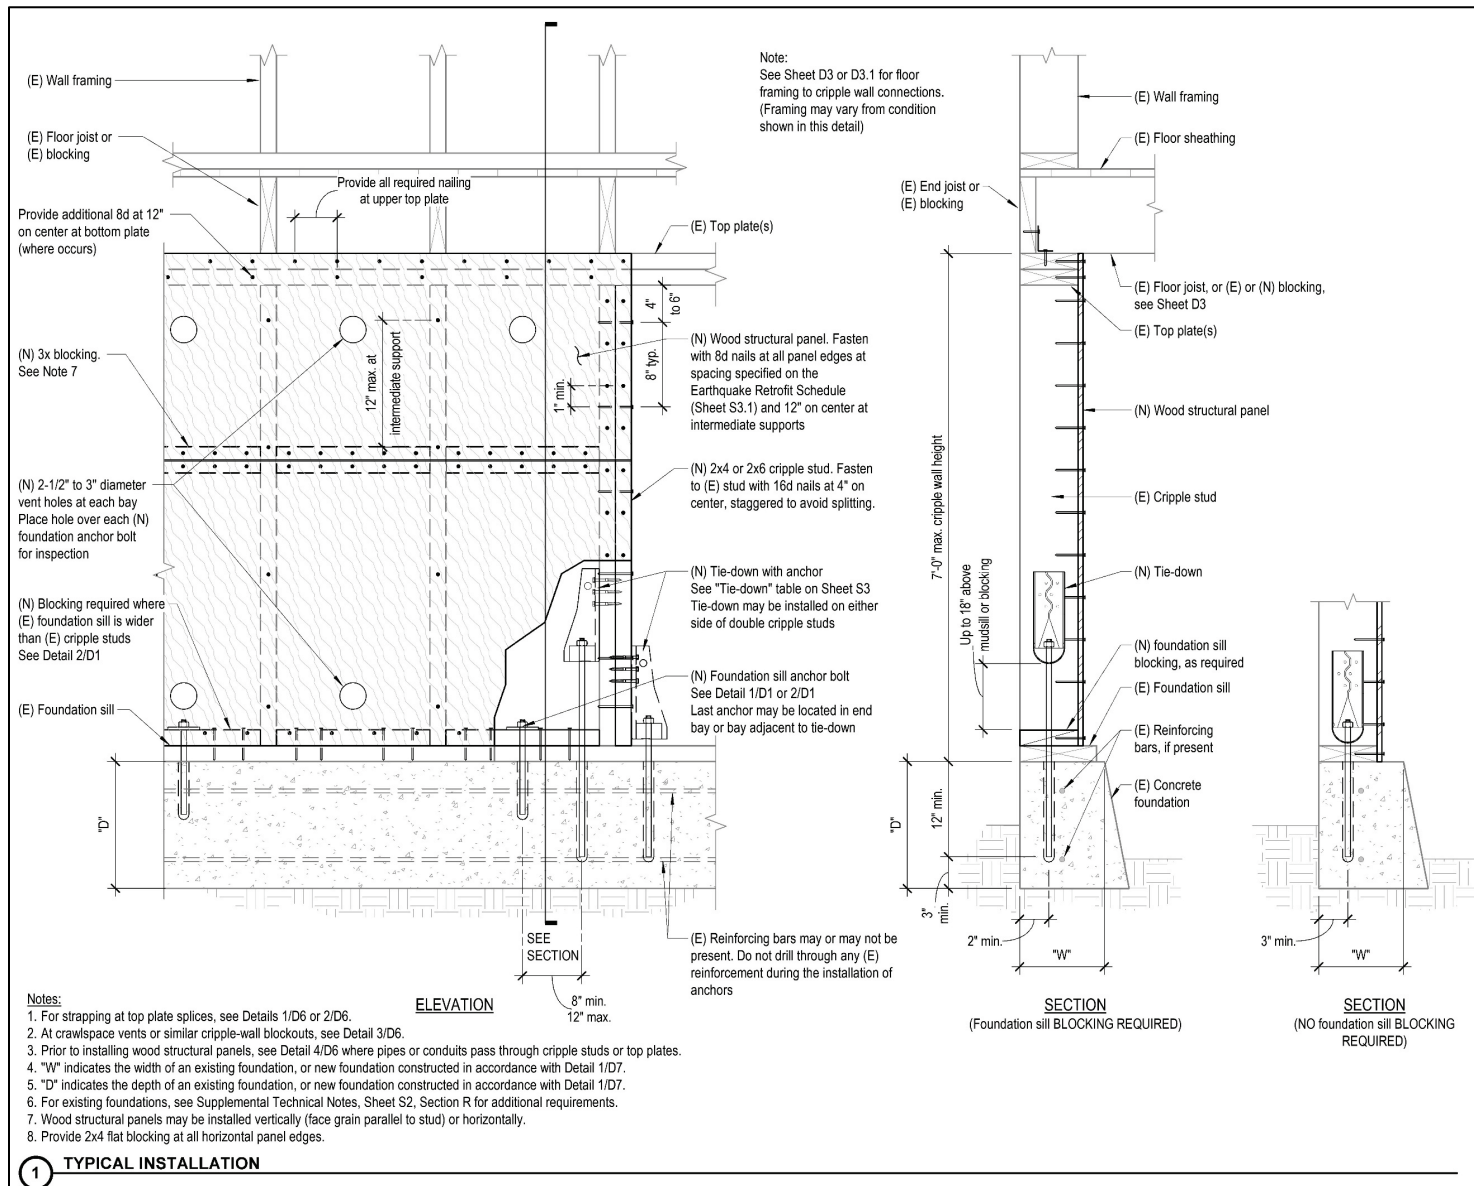 (E) Wall framing
(E) Floor joist or
(E) blocking
Provide additional 8d at 12"
on center at bottom plate
(where occurs)
(N) 3x blocking.
See Note 7
(N) 2-1/2" to 3" diameter
vent holes at each bay
Place hole over each (N)
foundation anchor bolt
for inspection
(N) Blocking required where
(E) foundation sill is wider
than (E) cripple studs
See Detail 2/D1
(E) Foundation sill
"D"
Provide all required nailing
at upper top plate
12" max. at
intermediate support
4"
to 6"
8" typ.
1" min.
Note:
See Sheet D3 or D3.1 for floor
framing to cripple wall connections.
(Framing may vary from condition
shown in this detail)
(E) Top plate(s)
(N) Wood structural panel. Fasten
with 8d nails at all panel edges at
spacing specified on the
Earthquake Retrofit Schedule
(Sheet S3.1) and 12" on center at
intermediate supports
(N) 2x4 or 2x6 cripple stud. Fasten
to (E) stud with 16d nails at 4" on
center, staggered to avoid splitting.
(N) Tie-down with anchor
See "Tie-down" table on Sheet S3
Tie-down may be installed on either
side of double cripple studs
(N) Foundation sill anchor bolt
See Detail 1/D1 or 2/D1
Last anchor may be located in end
bay or bay adjacent to tie-down
(E) Reinforcing bars may or may not be
present. Do not drill through any (E)
reinforcement during the installation of
anchors
SEE
SECTION
8" min.
12" max.
ELEVATION
(E) Wall framing
(E) Floor sheathing
(E) End joist or
(E) blocking
(E) Floor joist, or (E) or (N) blocking,
see Sheet D3
(E) Top plate(s)
(N) Wood structural panel
(E) Cripple stud
7'-0" max. cripple wall height
(N) Tie-down
Up to 18" above
mudsill or blocking
(N) foundation sill
blocking, as required
(E) Foundation sill
(E) Reinforcing
bars, if present
(E) Concrete
foundation
"D"
12" min.
3"
min.
2" min.
"W"
SECTION
(Foundation sill BLOCKING REQUIRED)
3" min.
"W"
SECTION
(NO foundation sill BLOCKING
REQUIRED)
Notes:
1. For strapping at top plate splices, see Details 1/D6 or 2/D6.
2. At crawlspace vents or similar cripple-wall blockouts, see Detail 3/D6.
3. Prior to installing wood structural panels, see Detail 4/D6 where pipes or conduits pass through cripple studs or top plates.
4. "W" indicates the width of an existing foundation, or new foundation constructed in accordance with Detail 1/D7.
5. "D" indicates the depth of an existing foundation, or new foundation constructed in accordance with Detail 1/D7.
6. For existing foundations, see Supplemental Technical Notes, Sheet S2, Section R for additional requirements.
7. Wood structural panels may be installed vertically (face grain parallel to stud) or horizontally.
8. Provide 2x4 flat blocking at all horizontal panel edges.
1 TYPICAL INSTALLATION